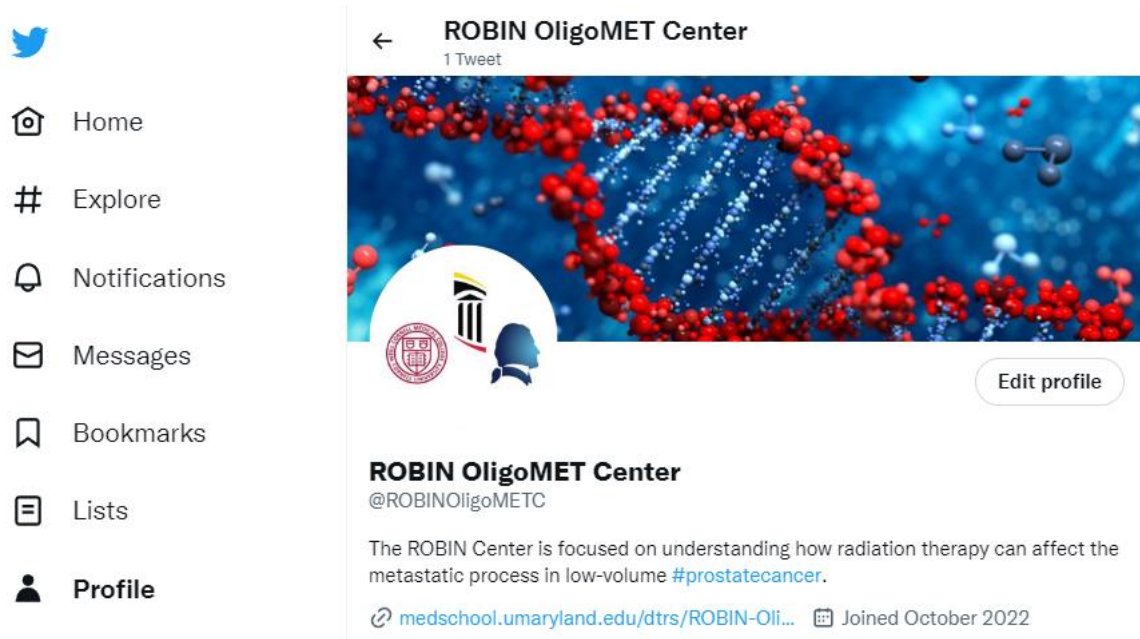 Home
Explore
Notifications
Messages
Bookmarks
Lists
Profile
ROBIN OligoMET Center
1 Tweet
Edit profile
ROBIN OligoMET Center
@ROBINOligoMETC
The ROBIN Center is focused on understanding how radiation therapy can affect the
metastatic process in low-volume #prostatecancer.
medschool.umaryland.edu/dtrs/ROBIN-Oli... Joined October 2022